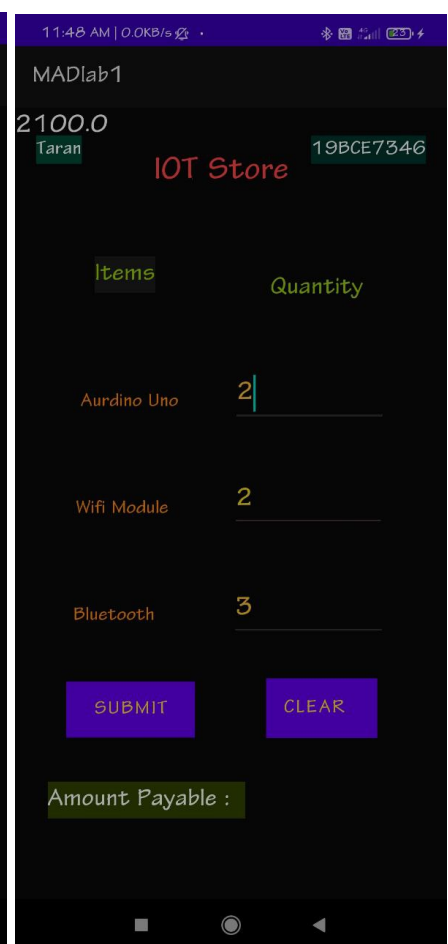 11:48 AM | 0.0KB/s
23
MADlab1
2100.0
Taran
19BCE7346
IOT Store
Items
Quantity
Aurdino Uno
2
Wifi Module
2
Bluetooth
3
SUBMIT
CLEAR
Amount Payable :